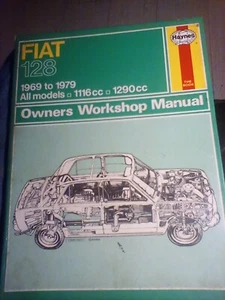 FIAT
128
Haynes
1969 to 1979
All models □ 1116cc □ 1290cc
Owners Workshop Manual